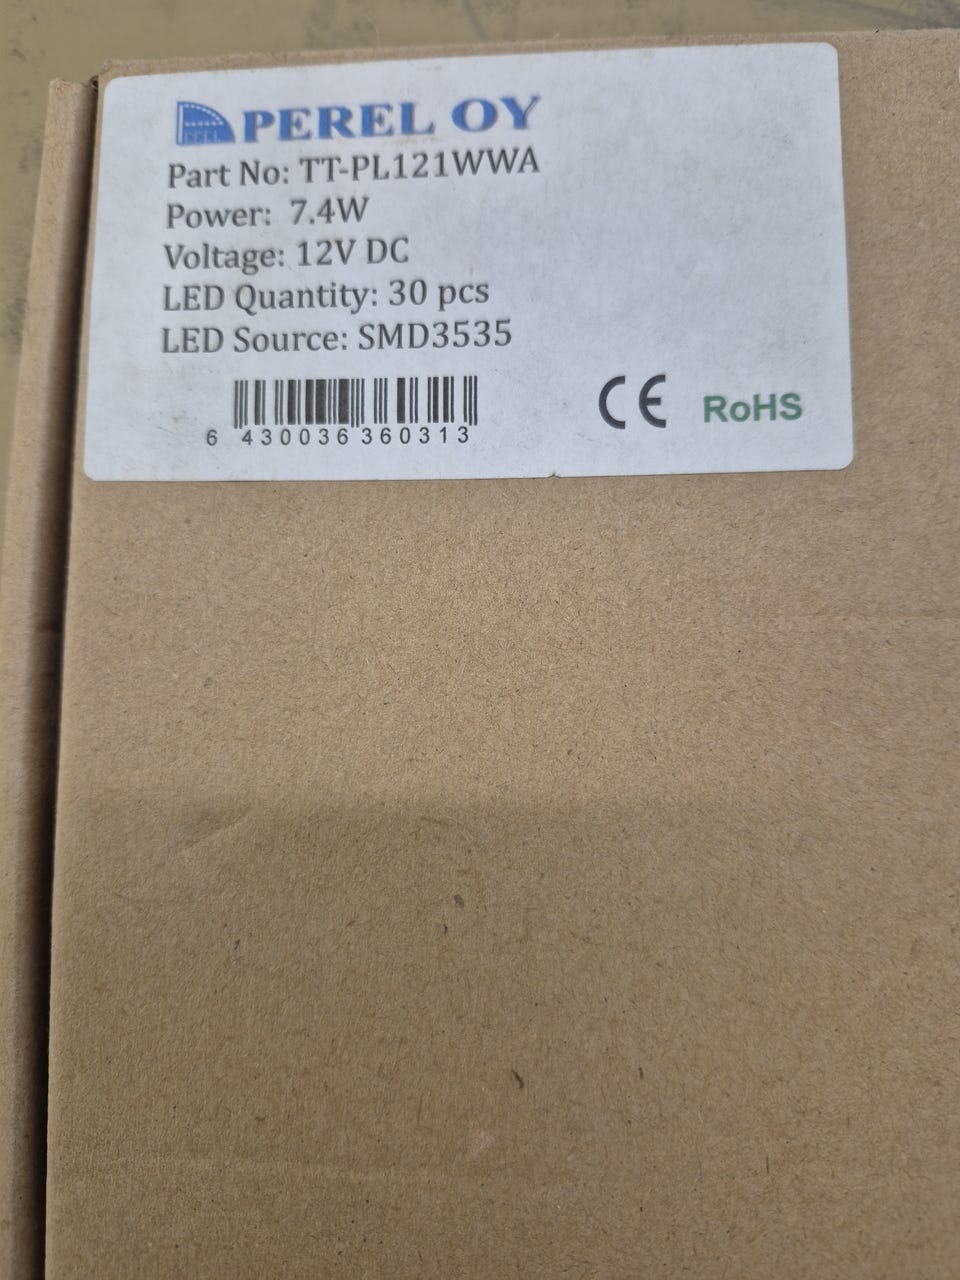 PEREL
PEREL OY
Part No: TT-PL121WWA
Power: 7.4W
Voltage: 12V DC
LED Quantity: 30 pcs
LED Source: SMD3535
6 430036 360313
CE RoHS